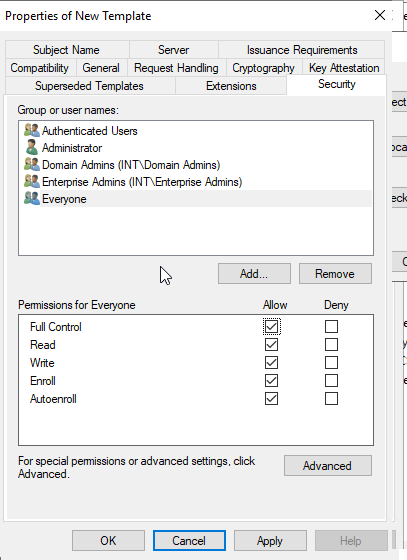 Properties of New Template
Subject Name Server Issuance Requirements
Compatibility General Request Handling Cryptography Key Attestation
Superseded Templates Extensions Security
Group or user names:
Authenticated Users
Administrator
Domain Admins (INT\Domain Admins)
Enterprise Admins (INT\Enterprise Admins)
Everyone
Add... Remove
Permissions for Everyone Allow Deny
Full Control
Read
Write
Enroll
Autoenroll
For special permissions or advanced settings, click
Advanced.
Advanced
OK Cancel Apply Help